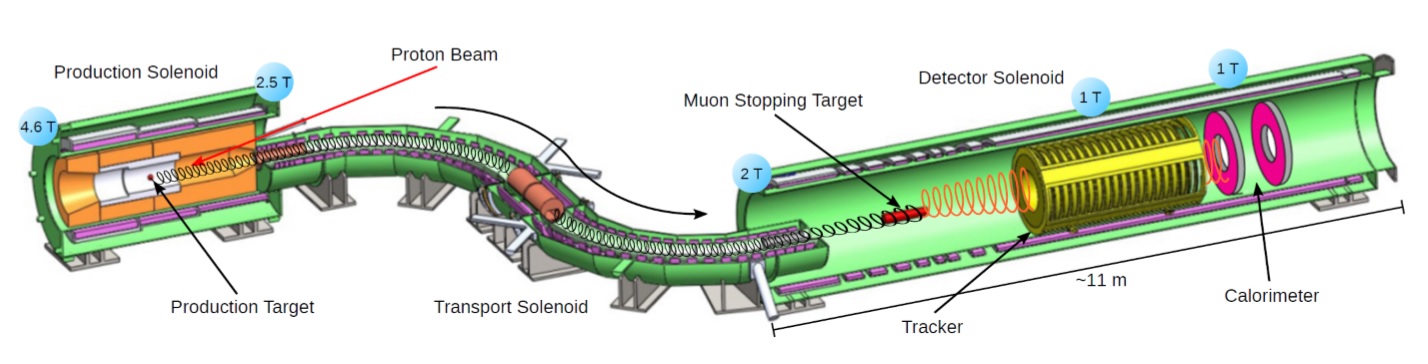 Proton Beam
Production Solenoid
2.5 T
4.6 T
Detector Solenoid
1 T
1 T
Muon Stopping Target
2 T
~11 m
Production Target
Transport Solenoid
Tracker
Calorimeter